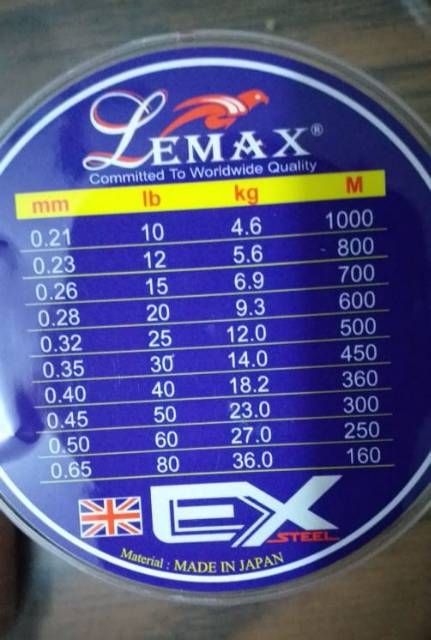 LEMAX®
Committed To Worldwide Quality
mm lb kg M
0.21 10 4.6 1000
0.23 12 5.6 800
0.26 15 6.9 700
0.28 20 9.3 600
0.32 25 12.0 500
0.35 30 14.0 450
0.40 40 18.2 360
0.45 50 23.0 300
0.50 60 27.0 250
0.65 80 36.0 160
EX
STEEL
Material : MADE IN JAPAN